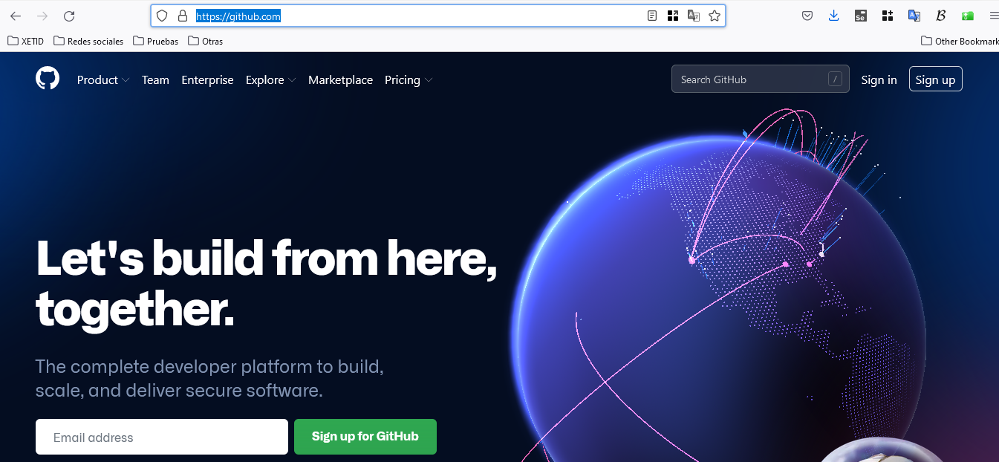 https://github.com
Se
B
XETID Redes sociales Pruebas Otras Other Bookmark
Product Team Enterprise Explore Marketplace Pricing Search GitHub / Sign in Sign up
Let's build from here,
together.
The complete developer platform to build,
scale, and deliver secure software.
Email address Sign up for GitHub